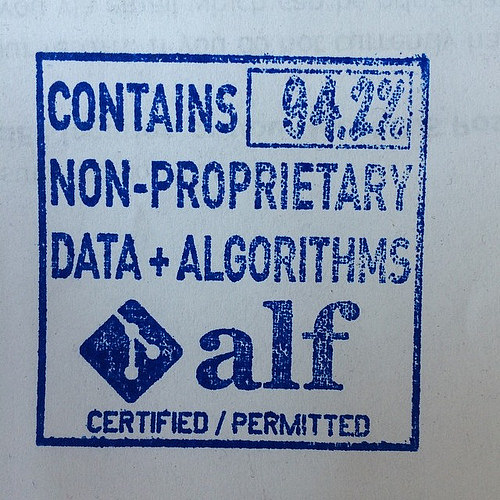 CONTAINS 94.2%
NON-PROPRIETARY
DATA + ALGORITHMS
alf
CERTIFIED / PERMITTED